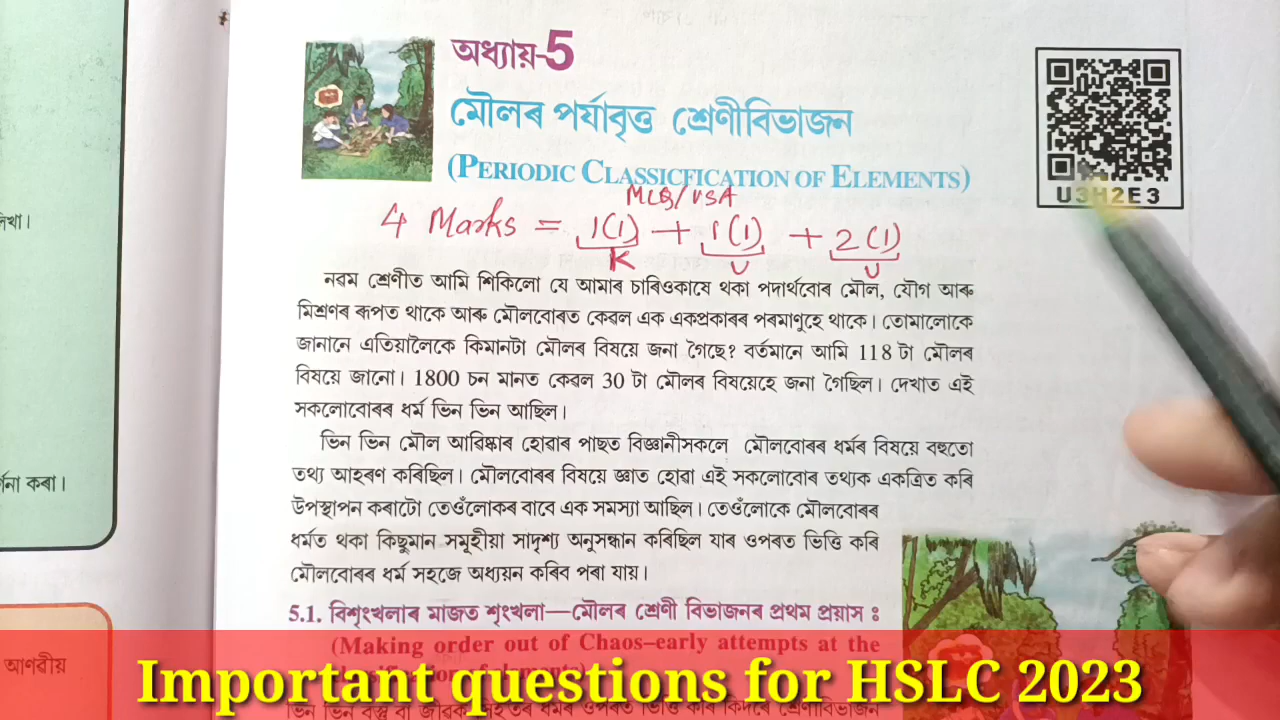 অধ্যায়-5
মৌলৰ পৰ্যাবৃত্ত শ্ৰেণীবিভাজন
(PERIODIC CLASSICFICATION OF ELEMENTS)
MCQ/VSA
4 Marks = 1(1) + 1(1) + 2(1)
K U U
U3H2E3
নৱম শ্ৰেণীত আমি শিকিলো যে আমাৰ চাৰিওকাষে থকা পদাৰ্থবোৰ মৌল, যৌগ আৰু
মিশ্ৰণৰ ৰূপত থাকে আৰু মৌলবোৰত কেৱল এক একপ্ৰকাৰৰ পৰমাণুহে থাকে। তোমালোকে
জানানে এতিয়ালৈকে কিমানটা মৌলৰ বিষয়ে জনা গৈছে? বৰ্তমানে আমি 118 টা মৌলৰ
বিষয়ে জানো। 1800 চন মানত কেৱল 30 টা মৌলৰ বিষয়েহে জনা গৈছিল। দেখাত এই
সকলোবোৰৰ ধৰ্ম ভিন ভিন আছিল।
ভিন ভিন মৌল আবিষ্কাৰ হোৱাৰ পাছত বিজ্ঞানীসকলে মৌলবোৰৰ ধৰ্মৰ বিষয়ে বহুতো
তথ্য আহৰণ কৰিছিল। মৌলবোৰৰ বিষয়ে জ্ঞাত হোৱা এই সকলোবোৰ তথ্যক একত্ৰিত কৰি
উপস্থাপন কৰাটো তেওঁলোকৰ বাবে এক সমস্যা আছিল। তেওঁলোকে মৌলবোৰৰ
ধৰ্মত থকা কিছুমান সমূহীয়া সাদৃশ্য অনুসন্ধান কৰিছিল যাৰ ওপৰত ভিত্তি কৰি
মৌলবোৰৰ ধৰ্ম সহজে অধ্যয়ন কৰিব পৰা যায়।
5.1. বিশৃংখলাৰ মাজত শৃংখলা—মৌলৰ শ্ৰেণী বিভাজনৰ প্ৰথম প্ৰয়াস ঃ
(Making order out of Chaos–early attempts at the
Important questions for HSLC 2023
লিখা।
কৰা।
আণৱীয়